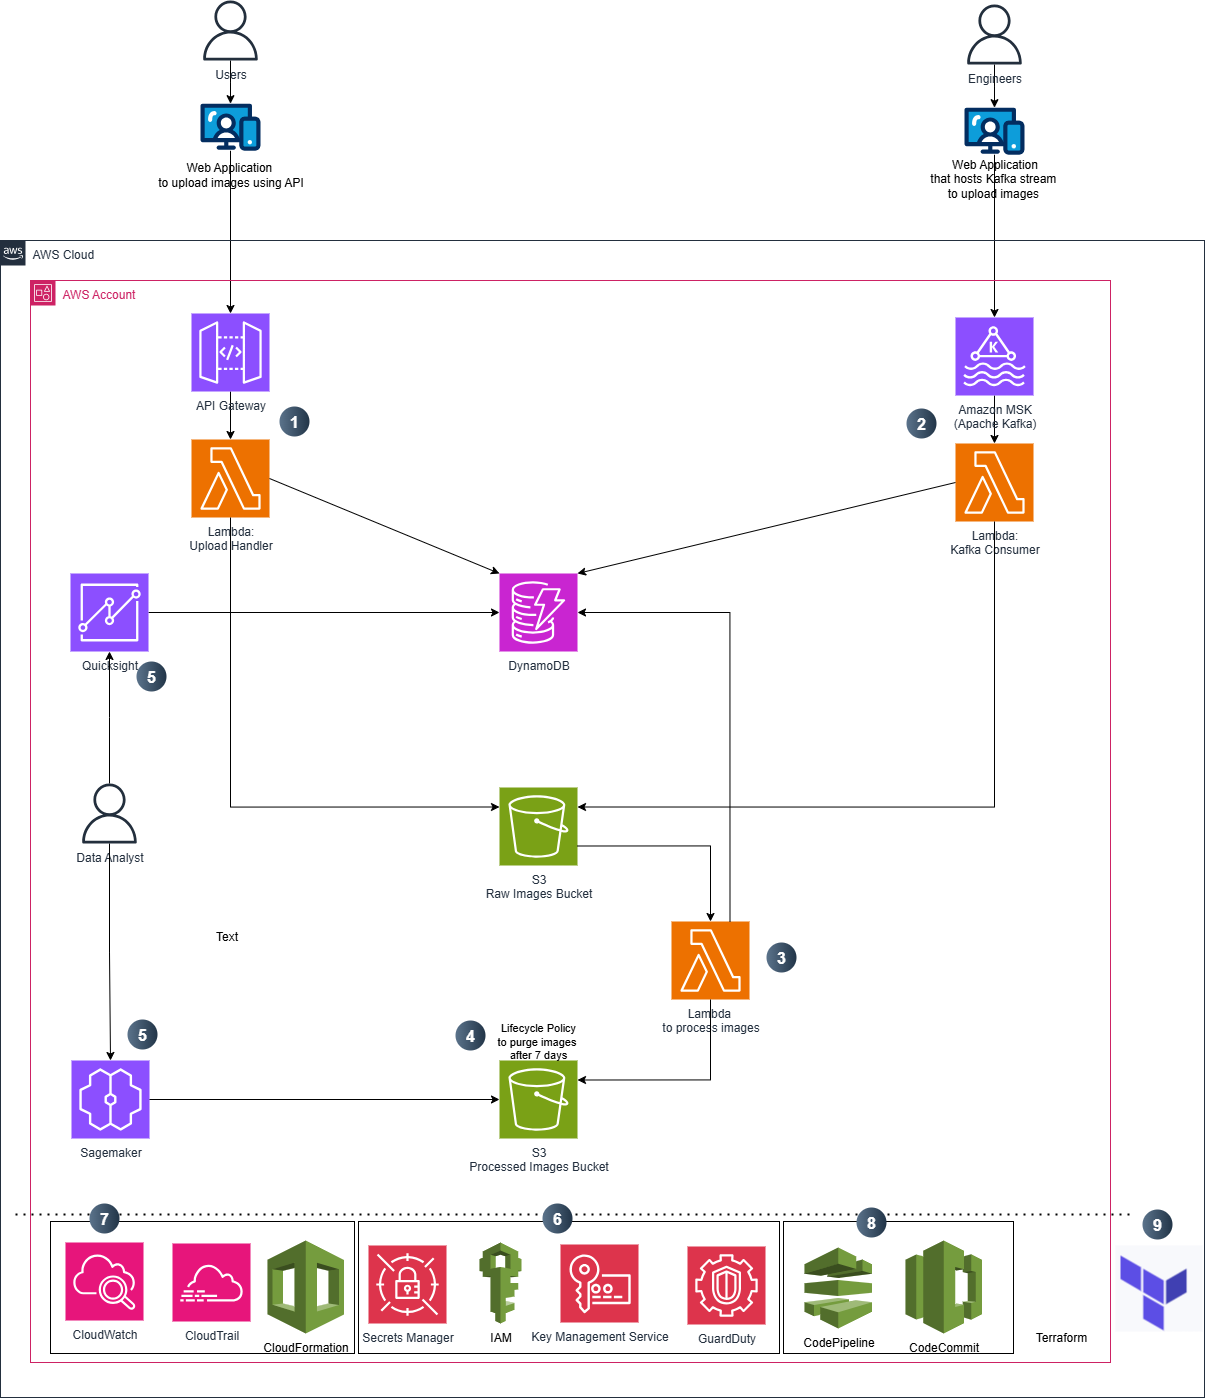 Users
Engineers
Web Application
to upload images using API
Web Application
that hosts Kafka stream
to upload images
aws
AWS Cloud
AWS Account
</>
K
API Gateway
1
Amazon MSK
(Apache Kafka)
2
Lambda:
Upload Handler
Lambda:
Kafka Consumer
Quicksight
5
DynamoDB
Data Analyst
S3
Raw Images Bucket
Text
3
Lambda
to process images
5
4
Lifecycle Policy
to purge images
after 7 days
Sagemaker
S3
Processed Images Bucket
7
6
8
9
CloudWatch
CloudTrail
CloudFormation
Secrets Manager
IAM
Key Management Service
GuardDuty
CodePipeline
CodeCommit
Terraform